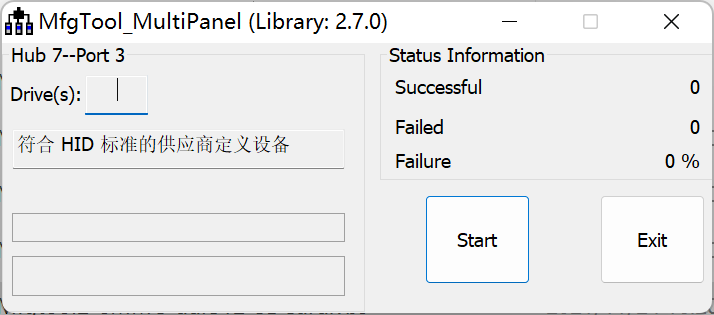 MfgTool_MultiPanel (Library: 2.7.0)
Hub 7--Port 3
Drive(s):
符合 HID 标准的供应商定义设备
Status Information
Successful 0
Failed 0
Failure 0 %
Start
Exit